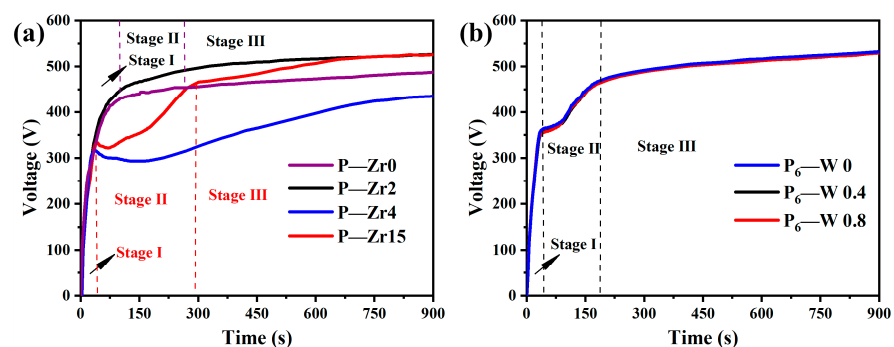 (a)
600
500
400
300
200
100
0
Voltage (V)
Stage II
Stage III
Stage I
P—Zr0
P—Zr2
P—Zr4
P—Zr15
Stage II
Stage III
Stage I
0 150 300 450 600 750 900
Time (s)
(b)
600
500
400
300
200
100
0
Voltage (V)
Stage II
Stage III
P₆—W 0
P₆—W 0.4
P₆—W 0.8
Stage I
0 150 300 450 600 750 900
Time (s)